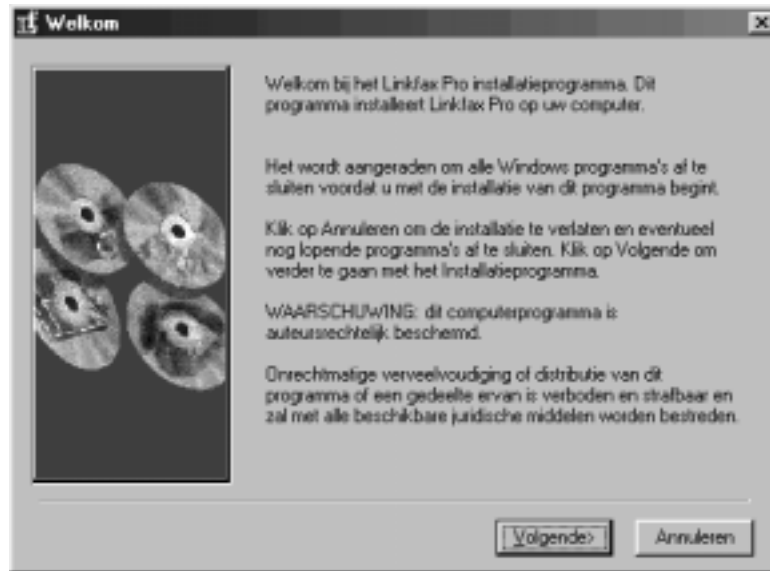 Welkom
Welkom bij het Linkfax Pro installatieprogramma. Dit
programma installeert Linkfax Pro op uw computer.
Het wordt aangeraden om alle Windows programma's af te
sluiten voordat u met de installatie van dit programma begint.
Klik op Annuleren om de installatie te verlaten en eventueel
nog lopende programma's af te sluiten. Klik op Volgende om
verder te gaan met het Installatieprogramma.
WAARSCHUWING: dit computerprogramma is
auteursrechtelijk beschermd.
Onrechtmatige verveelvoudiging of distributie van dit
programma of een gedeelte ervan is verboden en strafbaar en
zal met alle beschikbare juridische middelen worden bestreden.
Volgende>
Annuleren